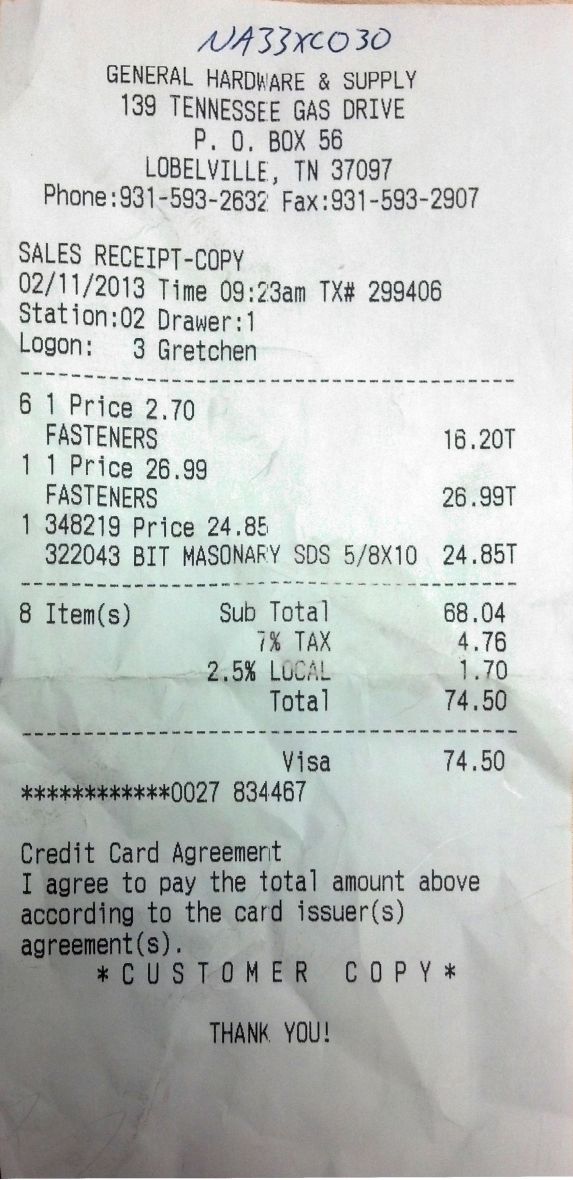 NA33XC030
GENERAL HARDWARE & SUPPLY
139 TENNESSEE GAS DRIVE
P. O. BOX 56
LOBELVILLE, TN 37097
Phone:931-593-2632 Fax:931-593-2907
SALES RECEIPT-COPY
02/11/2013 Time 09:23am TX# 299406
Station:02 Drawer:1
Logon: 3 Gretchen
6 1 Price 2.70
FASTENERS 16.20T
1 1 Price 26.99
FASTENERS 26.99T
1 348219 Price 24.85
322043 BIT MASONARY SDS 5/8X10 24.85T
8 Item(s) Sub Total 68.04
7% TAX 4.76
2.5% LOCAL 1.70
Total 74.50
Visa 74.50
************0027 834467
Credit Card Agreement
I agree to pay the total amount above
according to the card issuer(s)
agreement(s).
*CUSTOMER COPY*
THANK YOU!